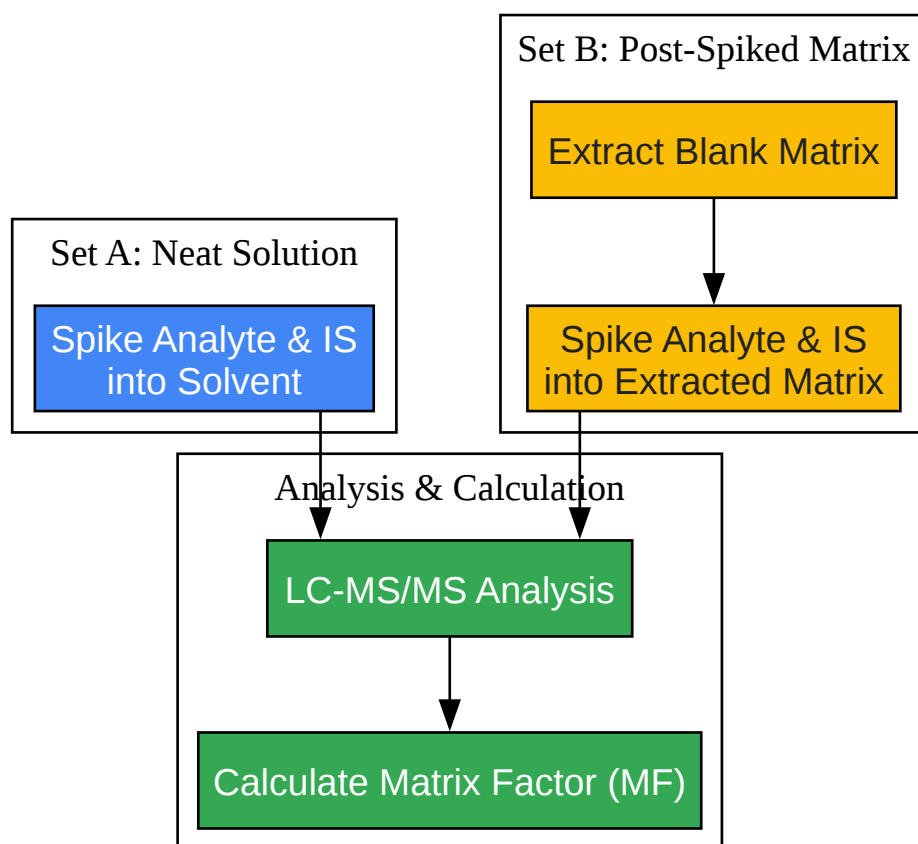 Set B: Post-Spiked Matrix
Extract Blank Matrix
Set A: Neat Solution
Spike Analyte & IS
into Solvent
Spike Analyte & IS
into Extracted Matrix
Analysis & Calculation
LC-MS/MS Analysis
Calculate Matrix Factor (MF)